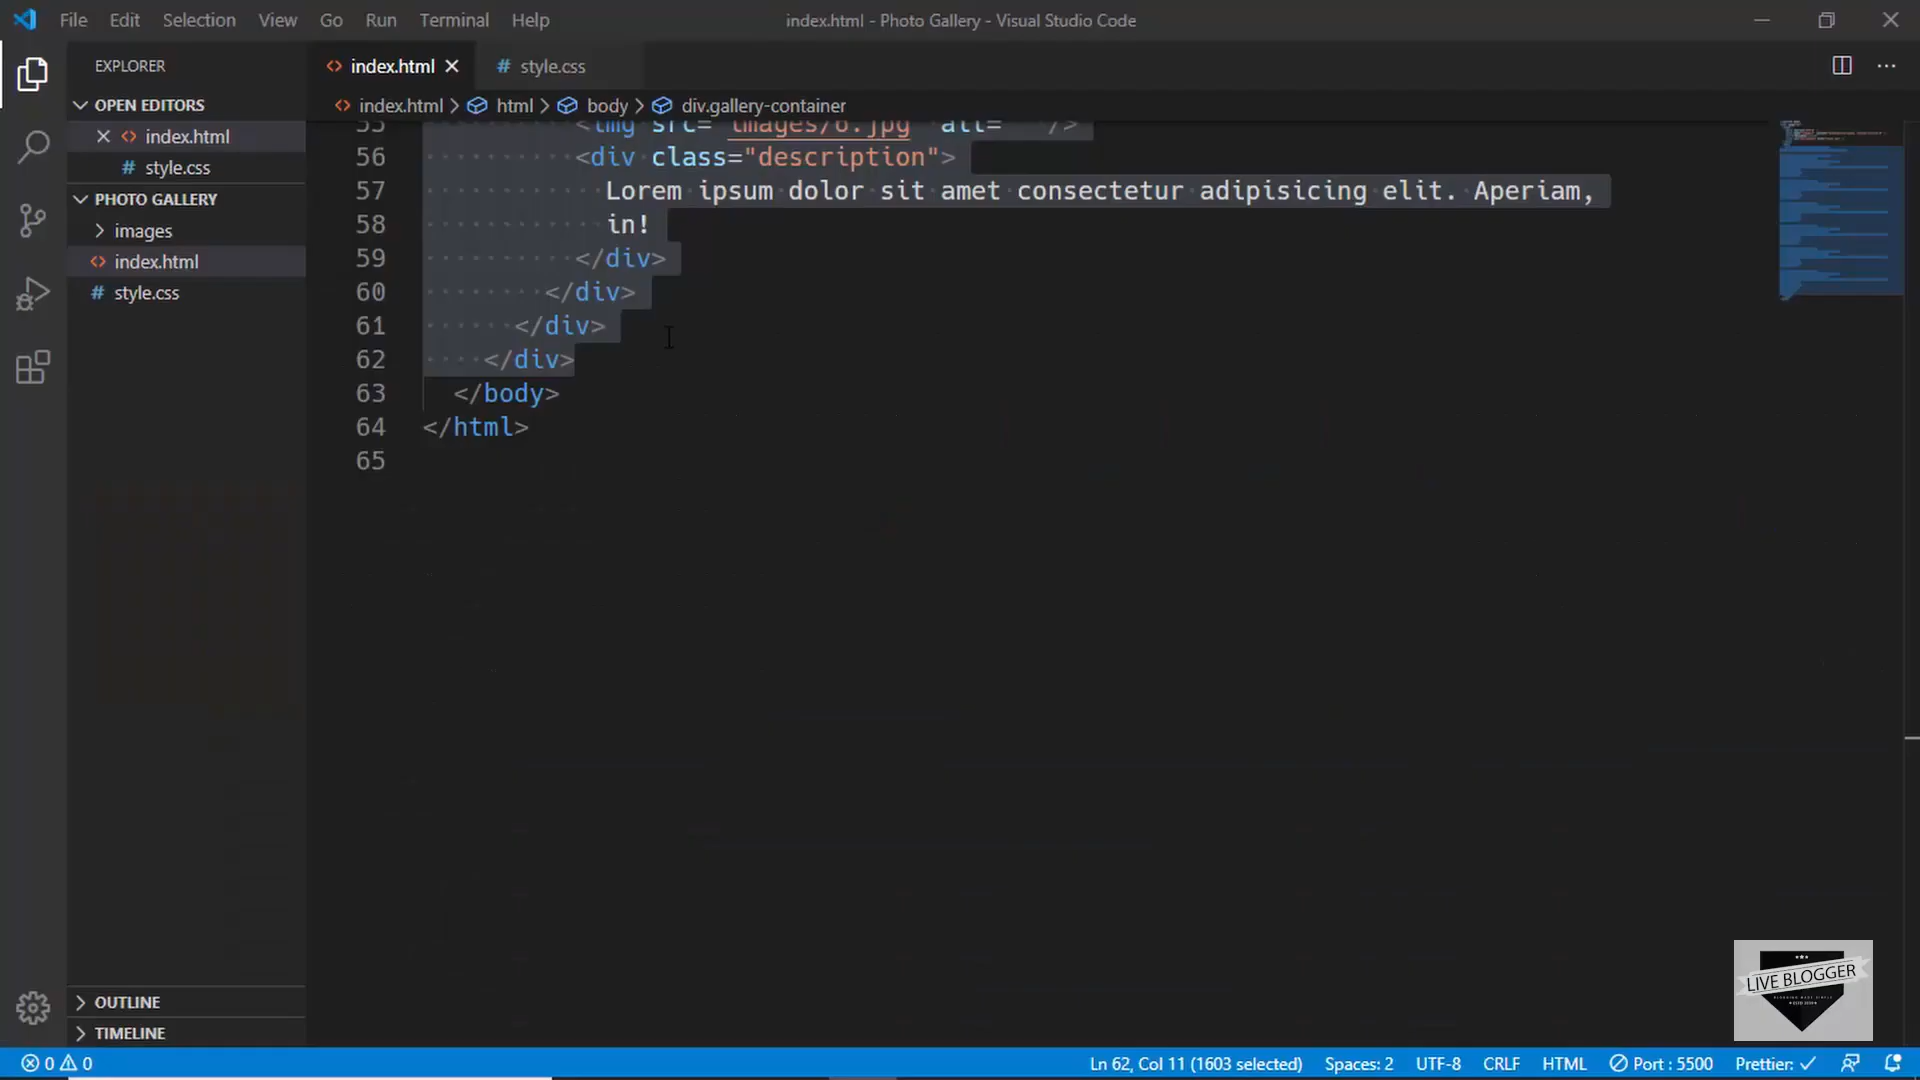 File Edit Selection View Go Run Terminal Help
index.html - Photo Gallery - Visual Studio Code
EXPLORER
OPEN EDITORS
index.html
style.css
PHOTO GALLERY
images
index.html
style.css
OUTLINE
TIMELINE
index.html
style.css
index.html > html > body > div.gallery-container
55 <img src="images/6.jpg" alt="" />
56 <div class="description">
57 Lorem ipsum dolor sit amet consectetur adipisicing elit. Aperiam,
58 in!
59 </div>
60 </div>
61 </div>
62 </div>
63 </body>
64 </html>
65
LIVE BLOGGER
0 0
Ln 62, Col 11 (1603 selected) Spaces: 2 UTF-8 CRLF HTML Port : 5500 Prettier: ✓